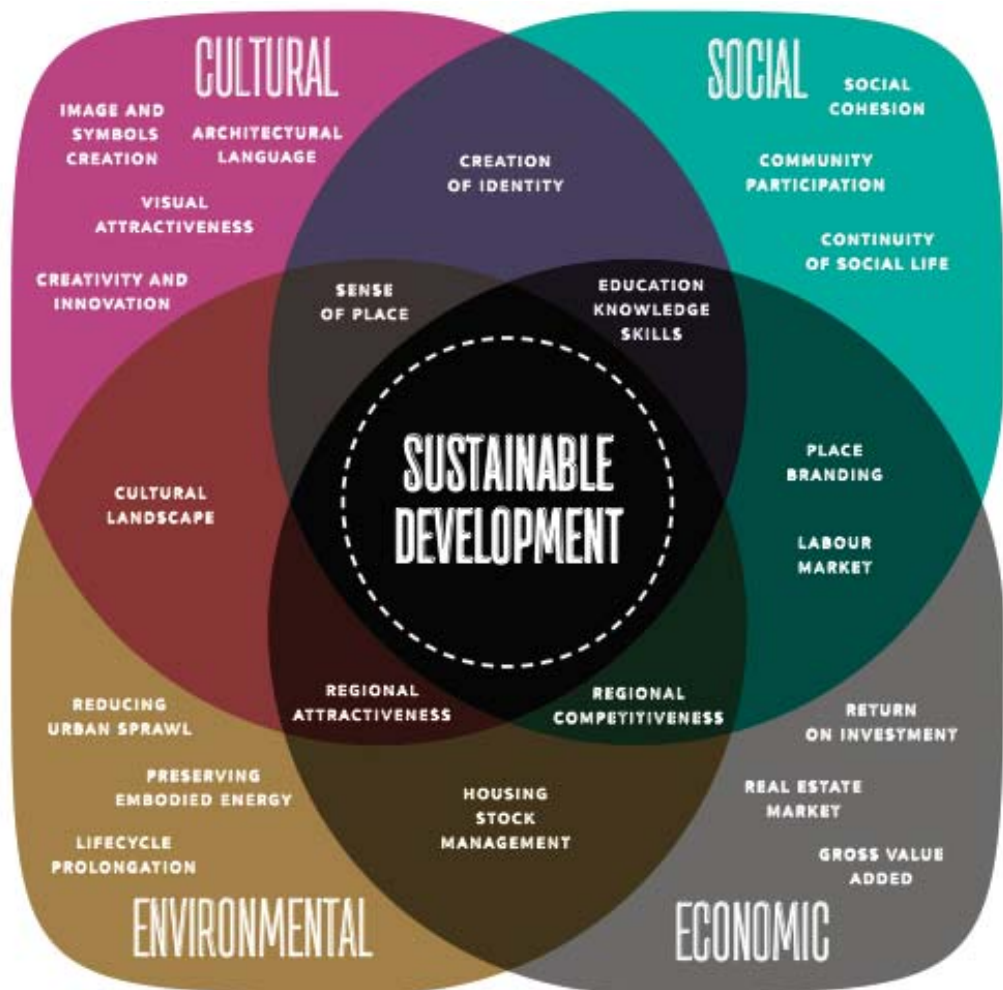 CULTURAL
IMAGE AND
SYMBOLS
CREATION
ARCHITECTURAL
LANGUAGE
VISUAL
ATTRACTIVENESS
CREATIVITY AND
INNOVATION
CREATION
OF IDENTITY
SOCIAL
SOCIAL
COHESION
COMMUNITY
PARTICIPATION
CONTINUITY
OF SOCIAL LIFE
SENSE
OF PLACE
EDUCATION
KNOWLEDGE
SKILLS
CULTURAL
LANDSCAPE
SUSTAINABLE
DEVELOPMENT
PLACE
BRANDING
LABOUR
MARKET
REGIONAL
ATTRACTIVENESS
REGIONAL
COMPETITIVENESS
REDUCING
URBAN SPRAWL
PRESERVING
EMBODIED ENERGY
LIFECYCLE
PROLONGATION
ENVIRONMENTAL
HOUSING
STOCK
MANAGEMENT
RETURN
ON INVESTMENT
REAL ESTATE
MARKET
GROSS VALUE
ADDED
ECONOMIC